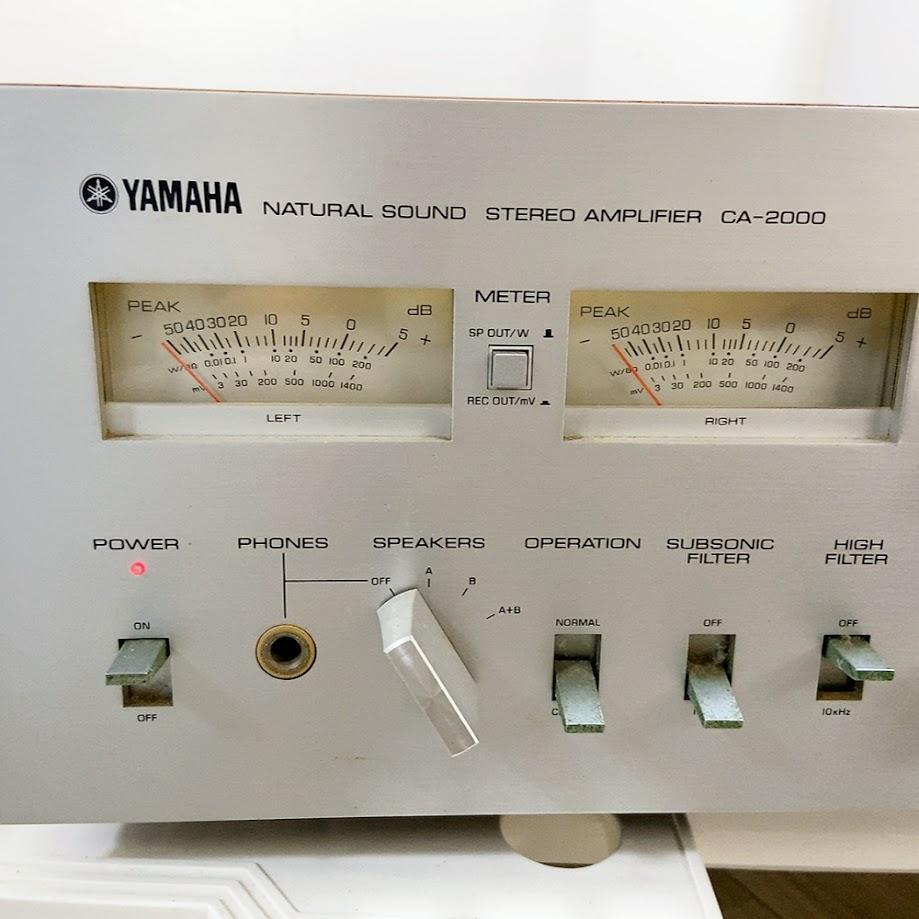 YAMAHA NATURAL SOUND STEREO AMPLIFIER CA-2000
PEAK
dB
- 50 40 30 20 10 5 0 5 +
W/8Ω 0.01 0.1 1 10 20 50 100 200
mV 3 30 200 500 1000 1400
LEFT
METER
SP OUT/W
REC OUT/mV
PEAK
dB
- 50 40 30 20 10 5 0 5 +
W/8Ω 0.01 0.1 1 10 20 50 100 200
mV 3 30 200 500 1000 1400
RIGHT
POWER
ON
OFF
PHONES
SPEAKERS
OFF
A
B
A+B
OPERATION
NORMAL
SUBSONIC
FILTER
OFF
HIGH
FILTER
OFF
10kHz